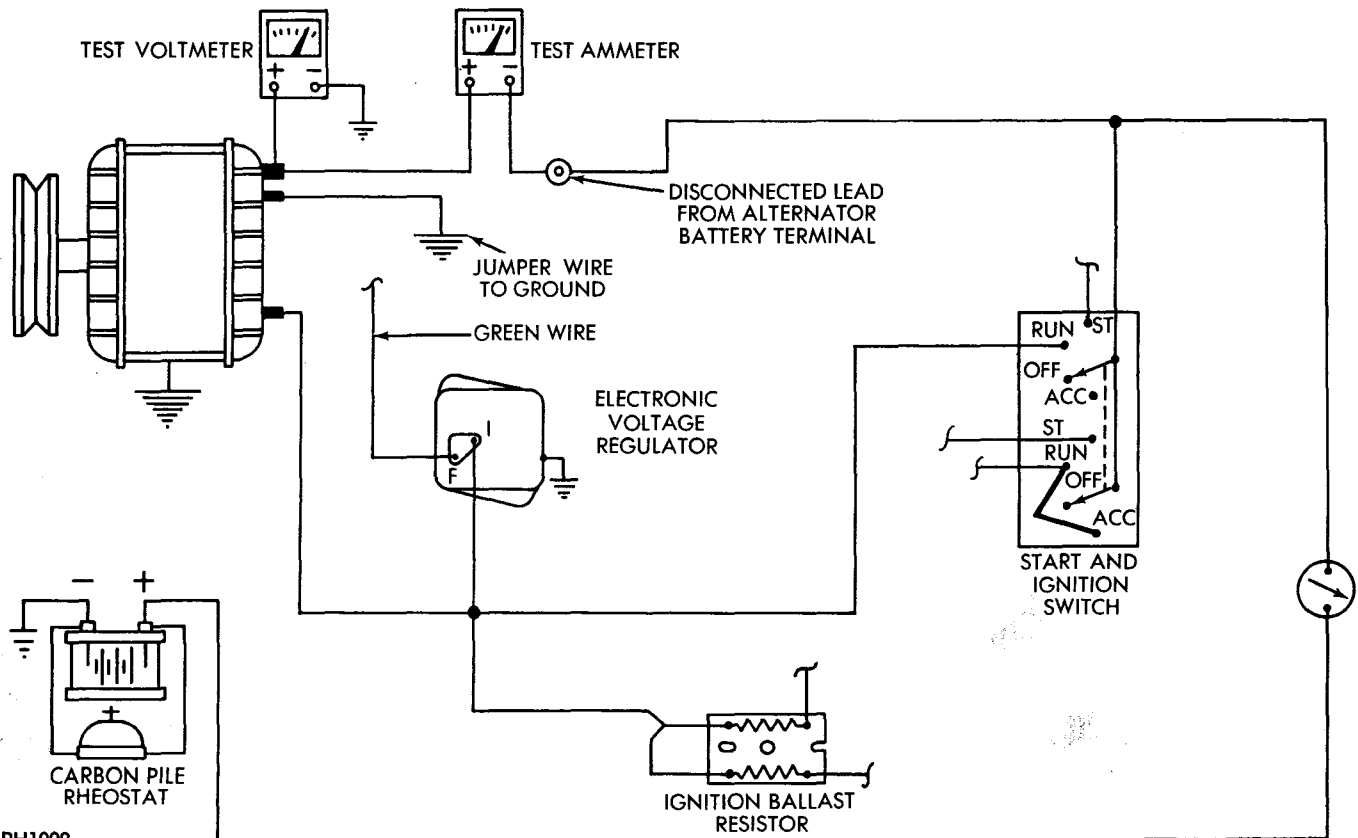 TEST VOLTMETER
+ −
TEST AMMETER
+ −
DISCONNECTED LEAD
FROM ALTERNATOR
BATTERY TERMINAL
JUMPER WIRE
TO GROUND
GREEN WIRE
ELECTRONIC
VOLTAGE
REGULATOR
I
F
RUN
ST
OFF
ACC
ST
RUN
OFF
ACC
START AND
IGNITION
SWITCH
− +
+
CARBON PILE
RHEOSTAT
IGNITION BALLAST
RESISTOR